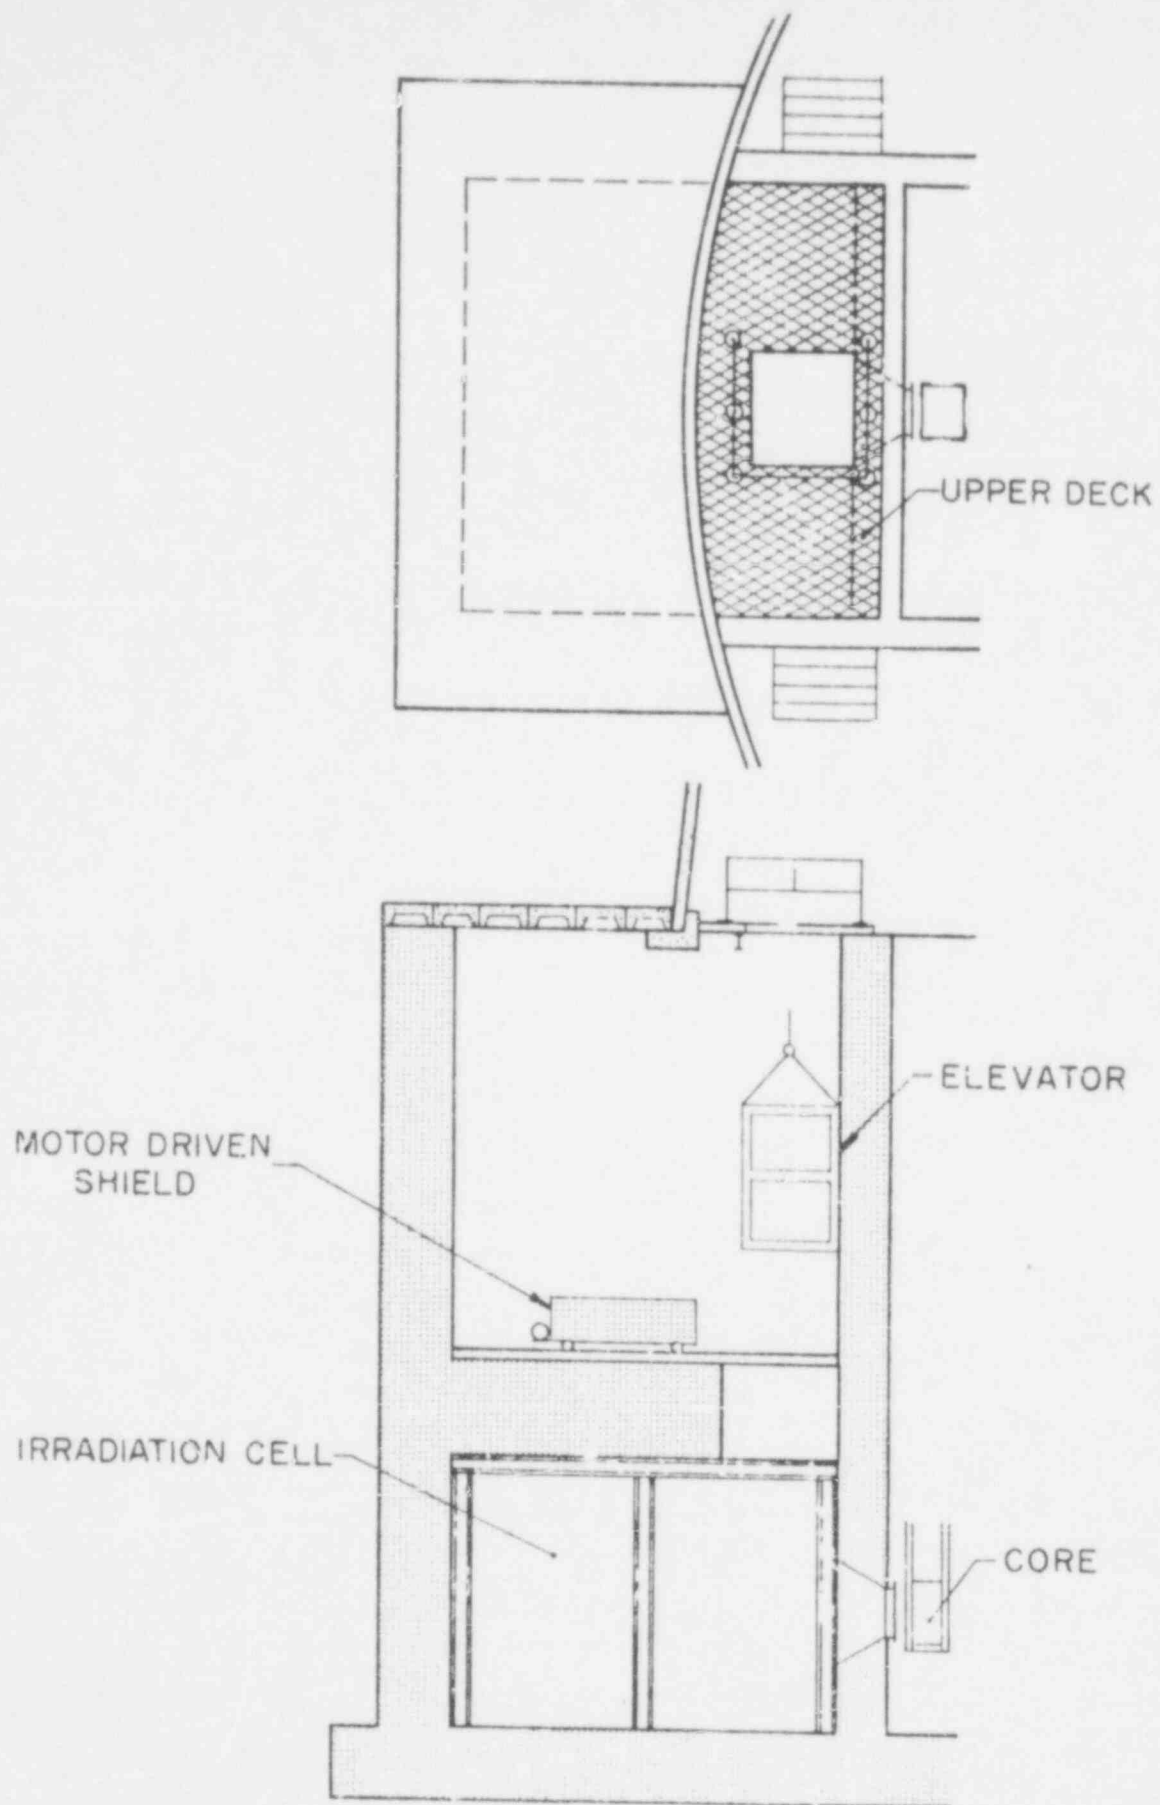 UPPER DECK
ELEVATOR
MOTOR DRIVEN
SHIELD
IRRADIATION CELL
CORE